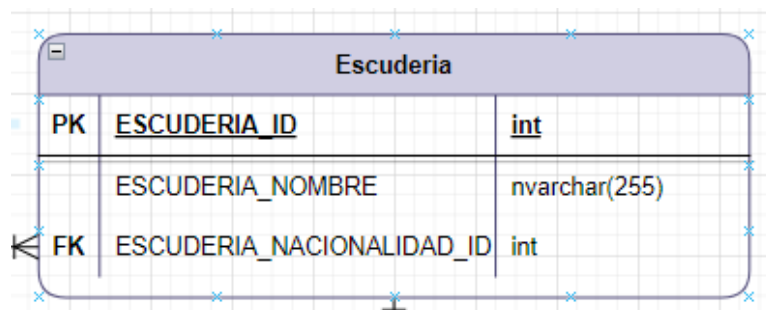 Escuderia
PK ESCUDERIA_ID int
ESCUDERIA_NOMBRE nvarchar(255)
FK ESCUDERIA_NACIONALIDAD_ID int